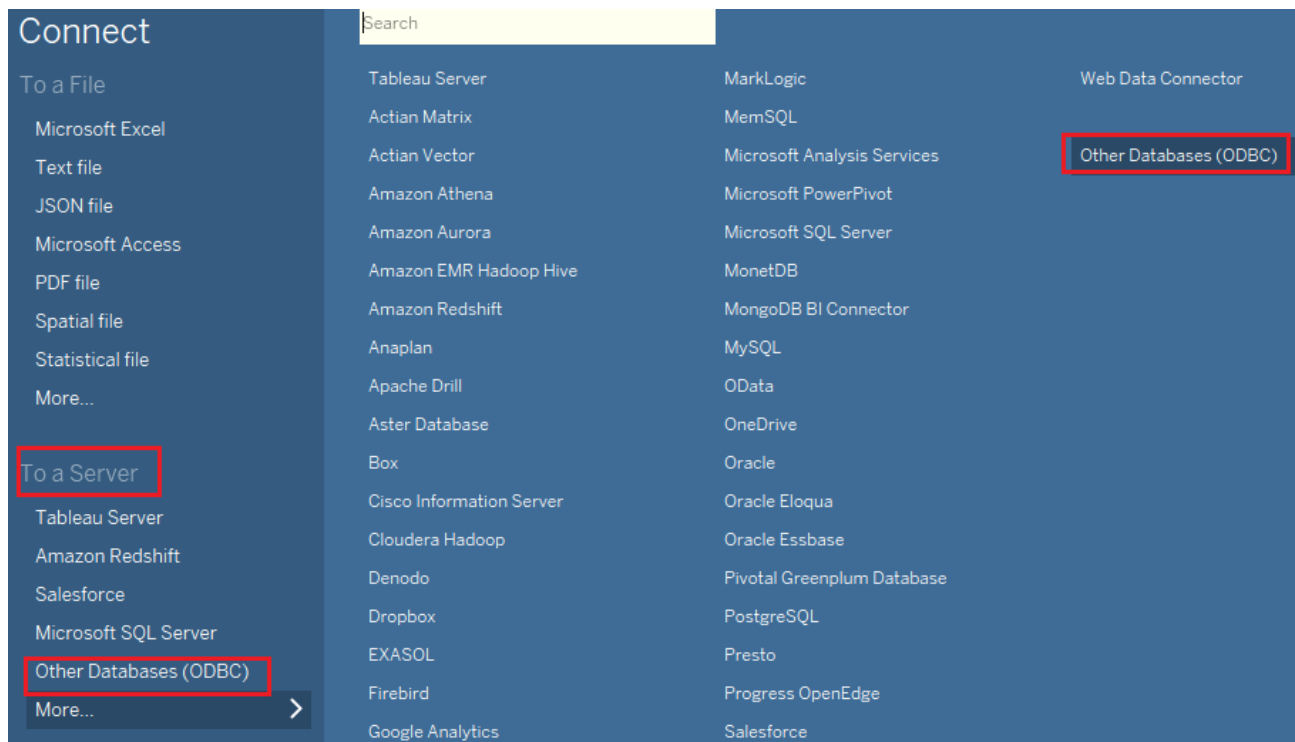 Connect
To a File
Microsoft Excel
Text file
JSON file
Microsoft Access
PDF file
Spatial file
Statistical file
More...
To a Server
Tableau Server
Amazon Redshift
Salesforce
Microsoft SQL Server
Other Databases (ODBC)
More...
Search
Tableau Server
Actian Matrix
Actian Vector
Amazon Athena
Amazon Aurora
Amazon EMR Hadoop Hive
Amazon Redshift
Anaplan
Apache Drill
Aster Database
Box
Cisco Information Server
Cloudera Hadoop
Denodo
Dropbox
EXASOL
Firebird
Google Analytics
MarkLogic
MemSQL
Microsoft Analysis Services
Microsoft PowerPivot
Microsoft SQL Server
MonetDB
MongoDB BI Connector
MySQL
OData
OneDrive
Oracle
Oracle Eloqua
Oracle Essbase
Pivotal Greenplum Database
PostgreSQL
Presto
Progress OpenEdge
Salesforce
Web Data Connector
Other Databases (ODBC)